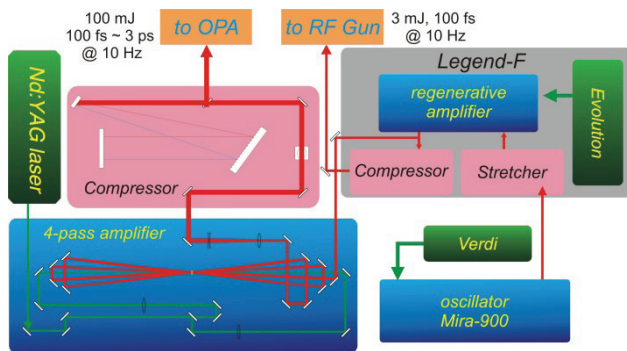 100 mJ
100 fs ~ 3 ps
@ 10 Hz
to OPA
to RF Gun
3 mJ, 100 fs
@ 10 Hz
Nd:YAG laser
Compressor
Legend-F
regenerative
amplifier
Evolution
Compressor
Stretcher
4-pass amplifier
Verdi
oscillator
Mira-900